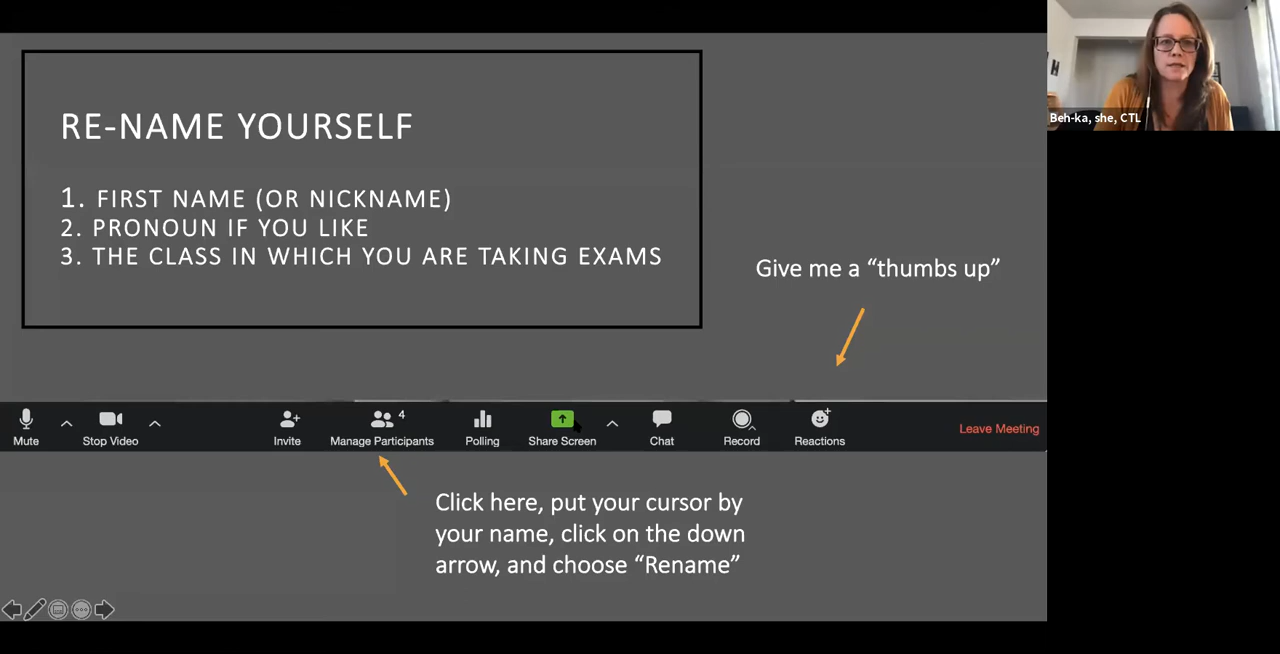 RE-NAME YOURSELF
1. FIRST NAME (OR NICKNAME)
2. PRONOUN IF YOU LIKE
3. THE CLASS IN WHICH YOU ARE TAKING EXAMS
Beh-ka, she, CTL
Give me a “thumbs up”
4
Mute
Stop Video
Invite
Manage Participants
Polling
Share Screen
Chat
Record
Reactions
Leave Meeting
Click here, put your cursor by
your name, click on the down
arrow, and choose “Rename”